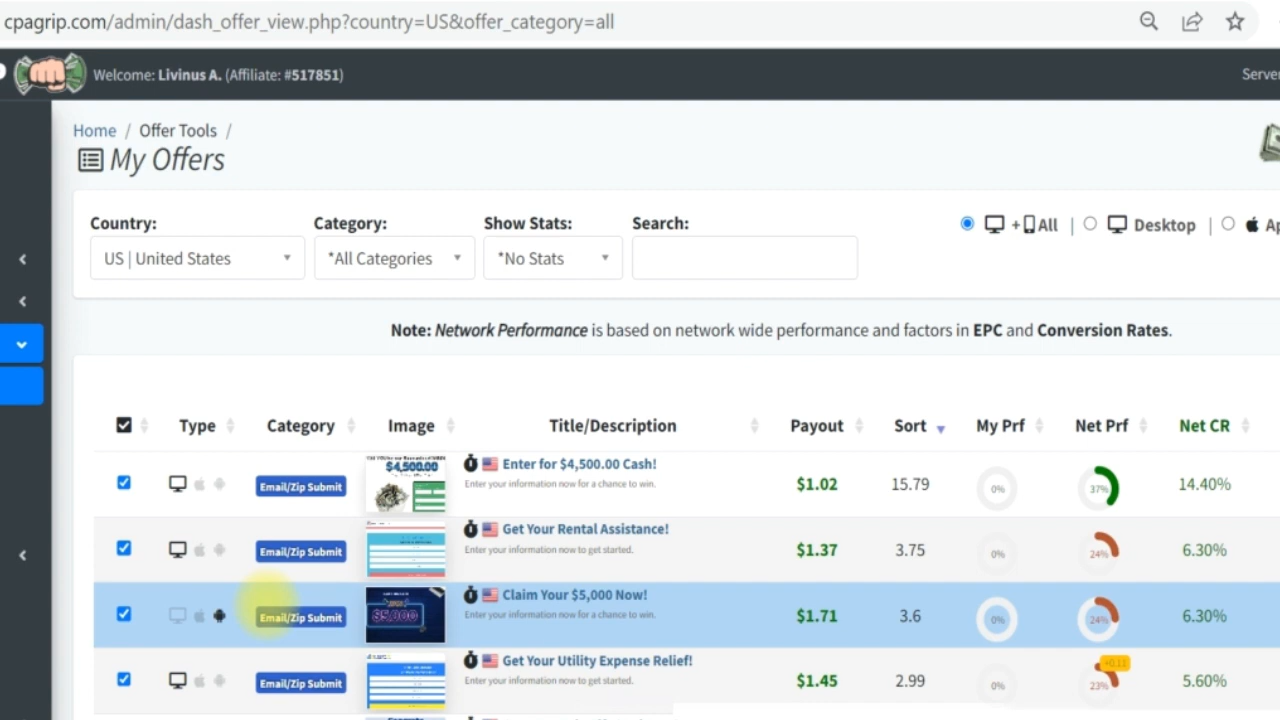 cpagrip.com/admin/dash_offer_view.php?country=US&offer_category=all
Welcome: Livinus A. (Affiliate: #517851)
Serve
Home / Offer Tools /
My Offers
Country: Category: Show Stats: Search:
+ All | Desktop | Ap
US | United States *All Categories *No Stats
Note: Network Performance is based on network wide performance and factors in EPC and Conversion Rates.
Type Category Image Title/Description Payout Sort My Prf Net Prf Net CR
$4,500.00
Enter for $4,500.00 Cash!
Email/Zip Submit
Enter your information now for a chance to win.
$1.02 15.79 0% 37% 14.40%
Get Your Rental Assistance!
Email/Zip Submit
Enter your information now to get started.
$1.37 3.75 0% 24% 6.30%
Claim Your $5,000 Now!
Email/Zip Submit
$5,000
Enter your information now for a chance to win.
$1.71 3.6 0% 24% 6.30%
Get Your Utility Expense Relief!
Email/Zip Submit
Enter your information now to get started.
$1.45 2.99 0% 23% +0.11 5.60%